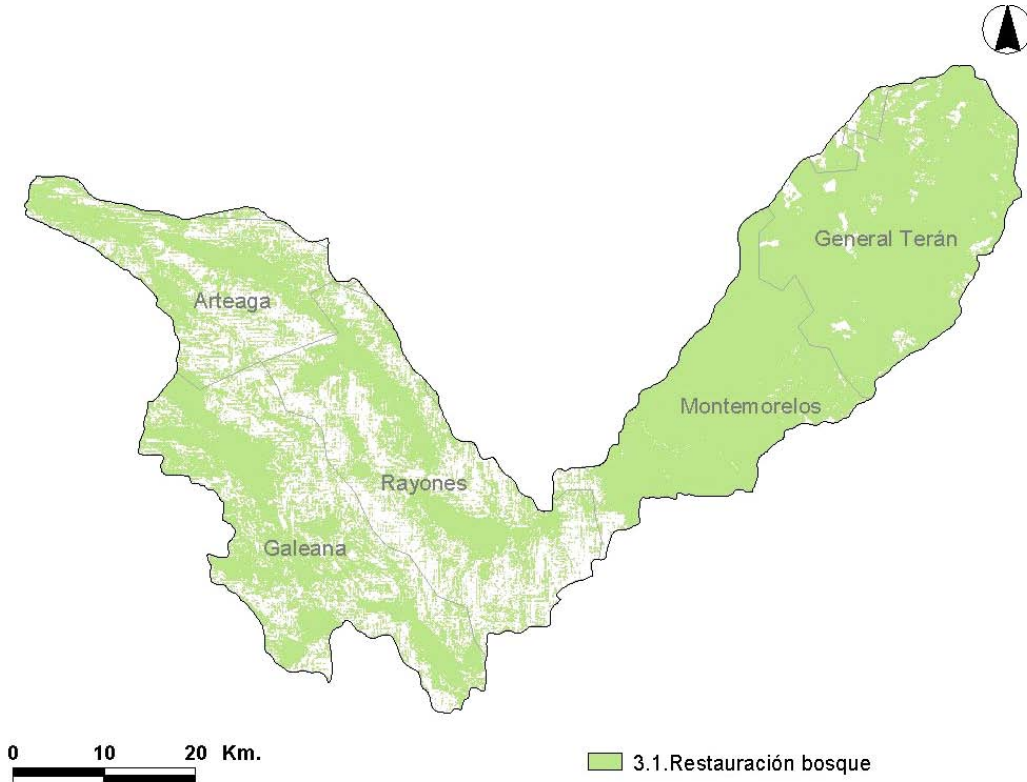 General Terán
Arteaga
Montemorelos
Rayones
Galeana
0 10 20 Km.
3.1.Restauración bosque